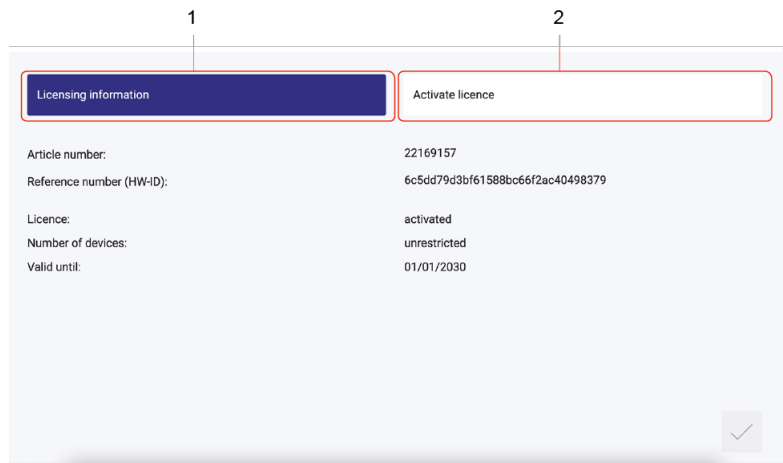 1 2
Licensing information Activate licence
Article number: 22169157
Reference number (HW-ID): 6c5dd79d3bf61588bc66f2ac40498379
Licence: activated
Number of devices: unrestricted
Valid until: 01/01/2030